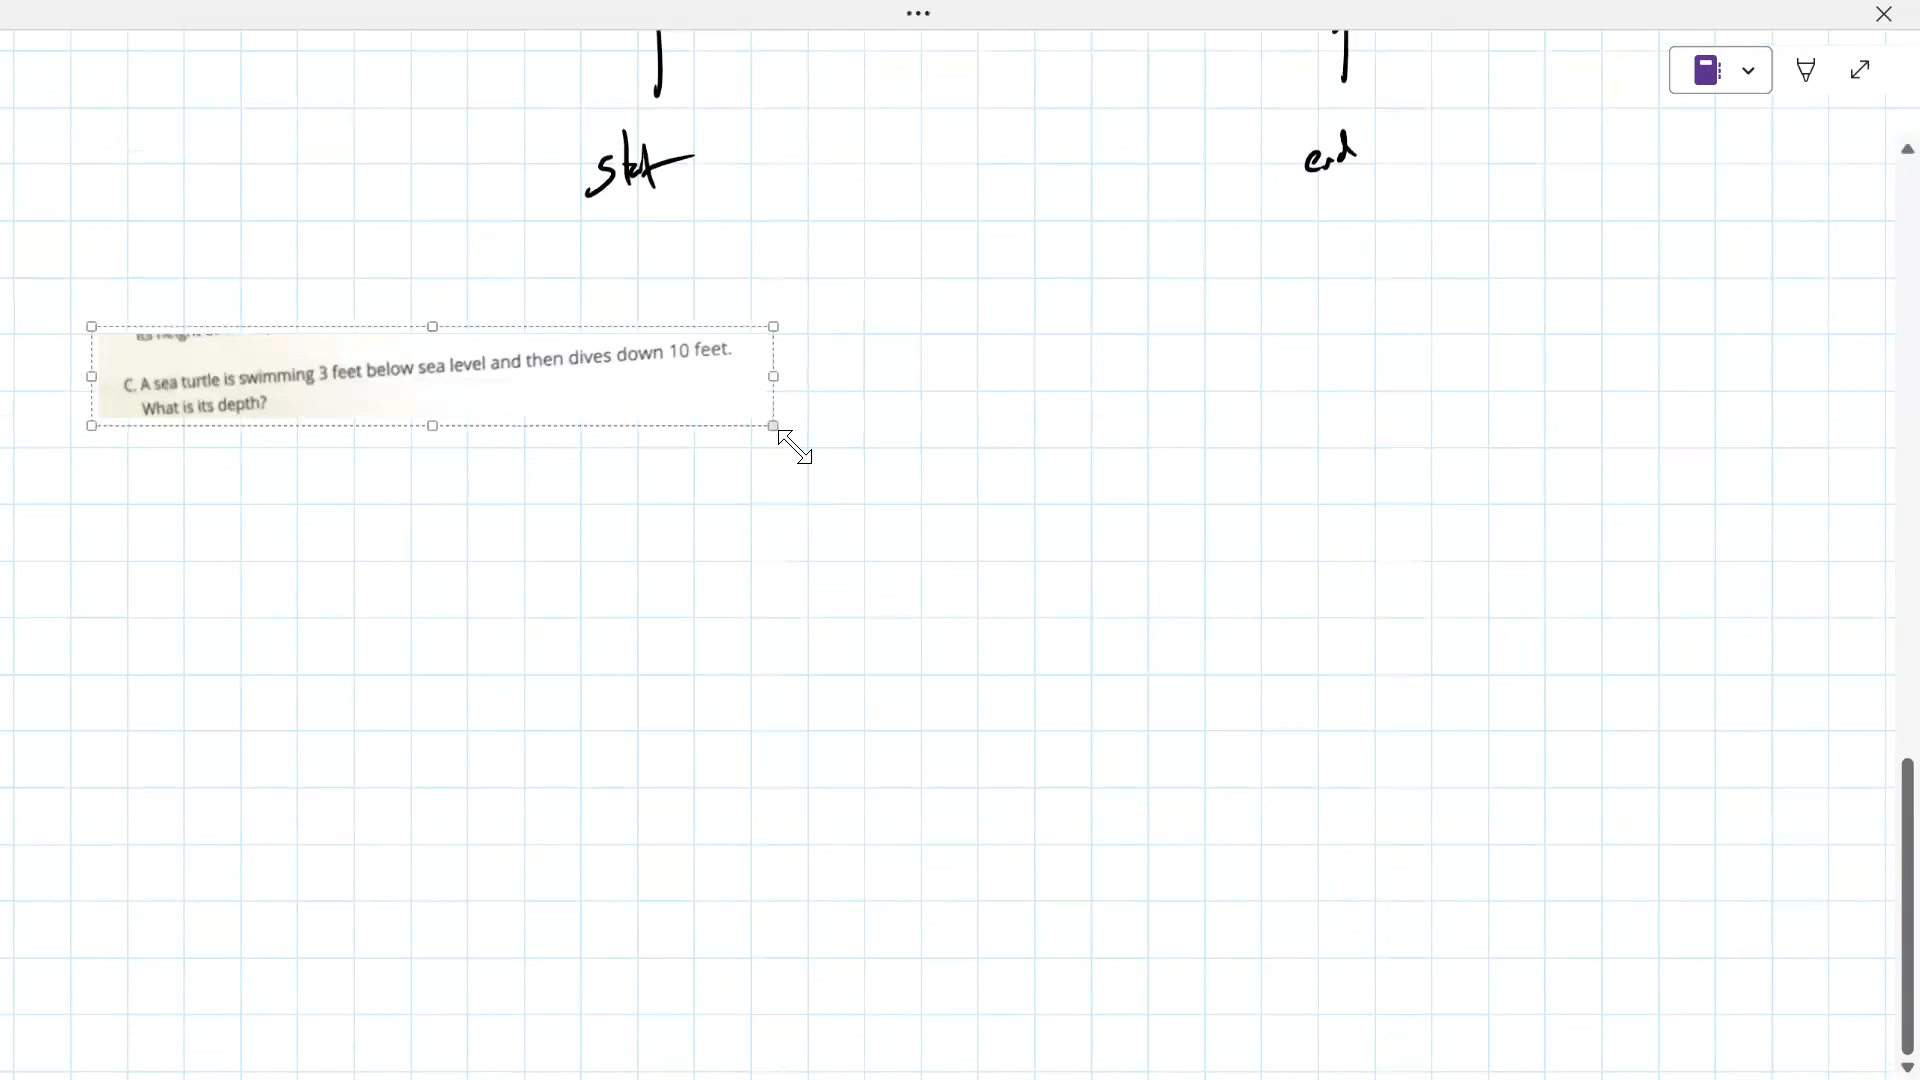 start
end
C. A sea turtle is swimming 3 feet below sea level and then dives down 10 feet.
What is its depth?